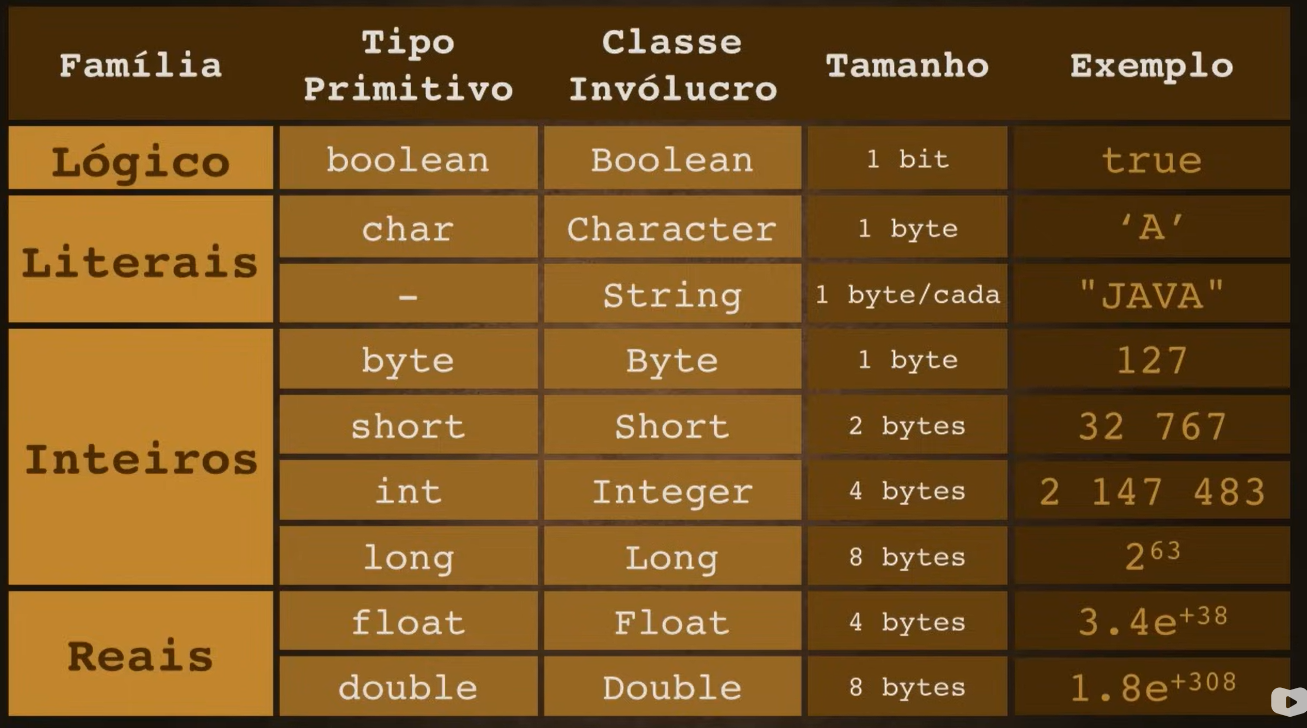 Família Tipo Primitivo Classe Invólucro Tamanho Exemplo
Lógico boolean Boolean 1 bit true
Literais char Character 1 byte ‘A’
– String 1 byte/cada "JAVA"
Inteiros byte Byte 1 byte 127
short Short 2 bytes 32 767
int Integer 4 bytes 2 147 483
long Long 8 bytes 2⁶³
Reais float Float 4 bytes 3.4e⁺³⁸
double Double 8 bytes 1.8e⁺³⁰⁸